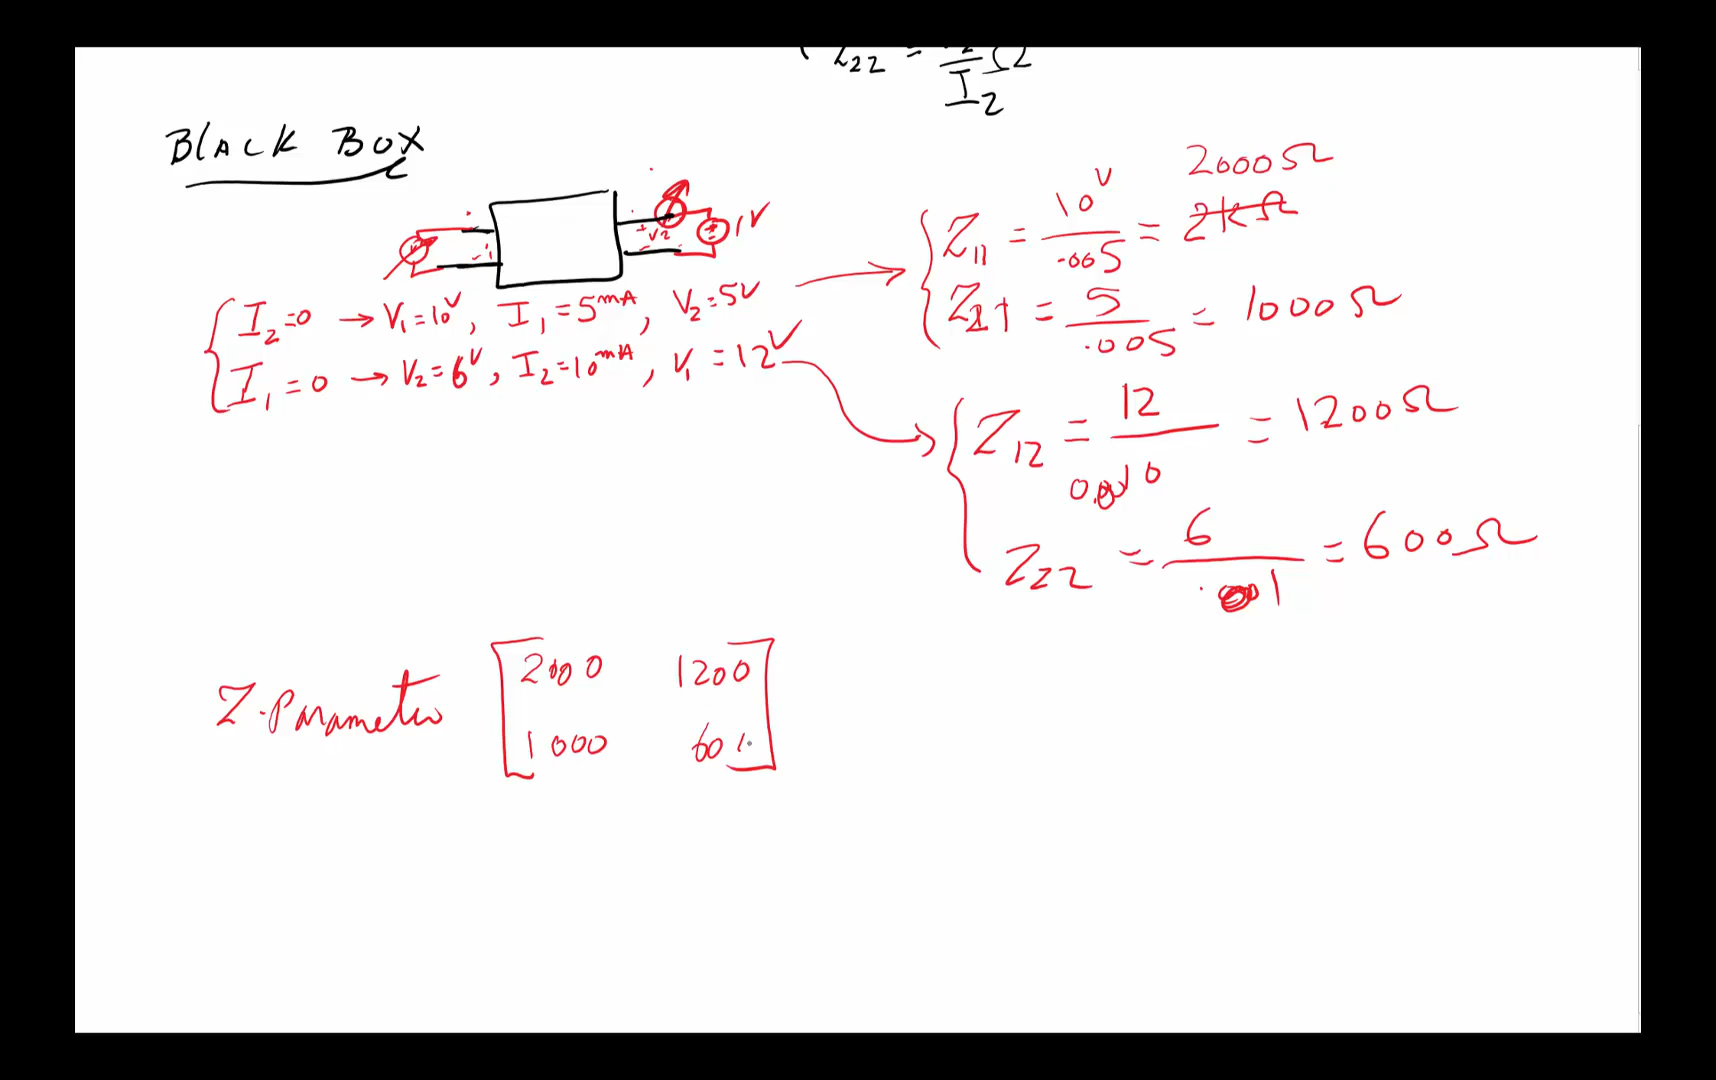 Z22 = V2/I2 Ω
BLACK BOX
+ V2 - 1V
I2=0 → V1=10V, I1=5mA, V2=5V
I1=0 → V2=6V, I2=10mA, V1=12V
Z11 = 10V/.005 = 2000Ω
2kΩ
Z21 = 5/.005 = 1000Ω
Z12 = 12/0.010 = 1200Ω
Z22 = 6/.01 = 600Ω
Z-Parameters
2000 1200
1000 60